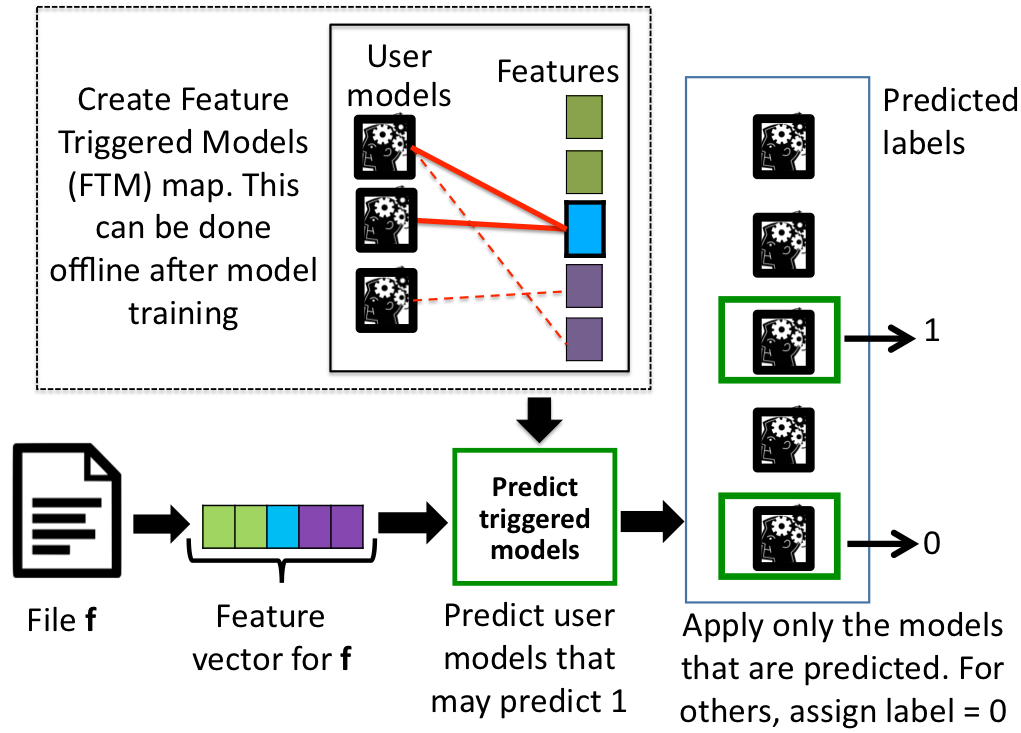 Create Feature
Triggered Models
(FTM) map. This
can be done
offline after model
training
User
models
Features
Predicted
labels
1
0
Predict
triggered
models
File f
Feature
vector for f
Predict user
models that
may predict 1
Apply only the models
that are predicted. For
others, assign label = 0